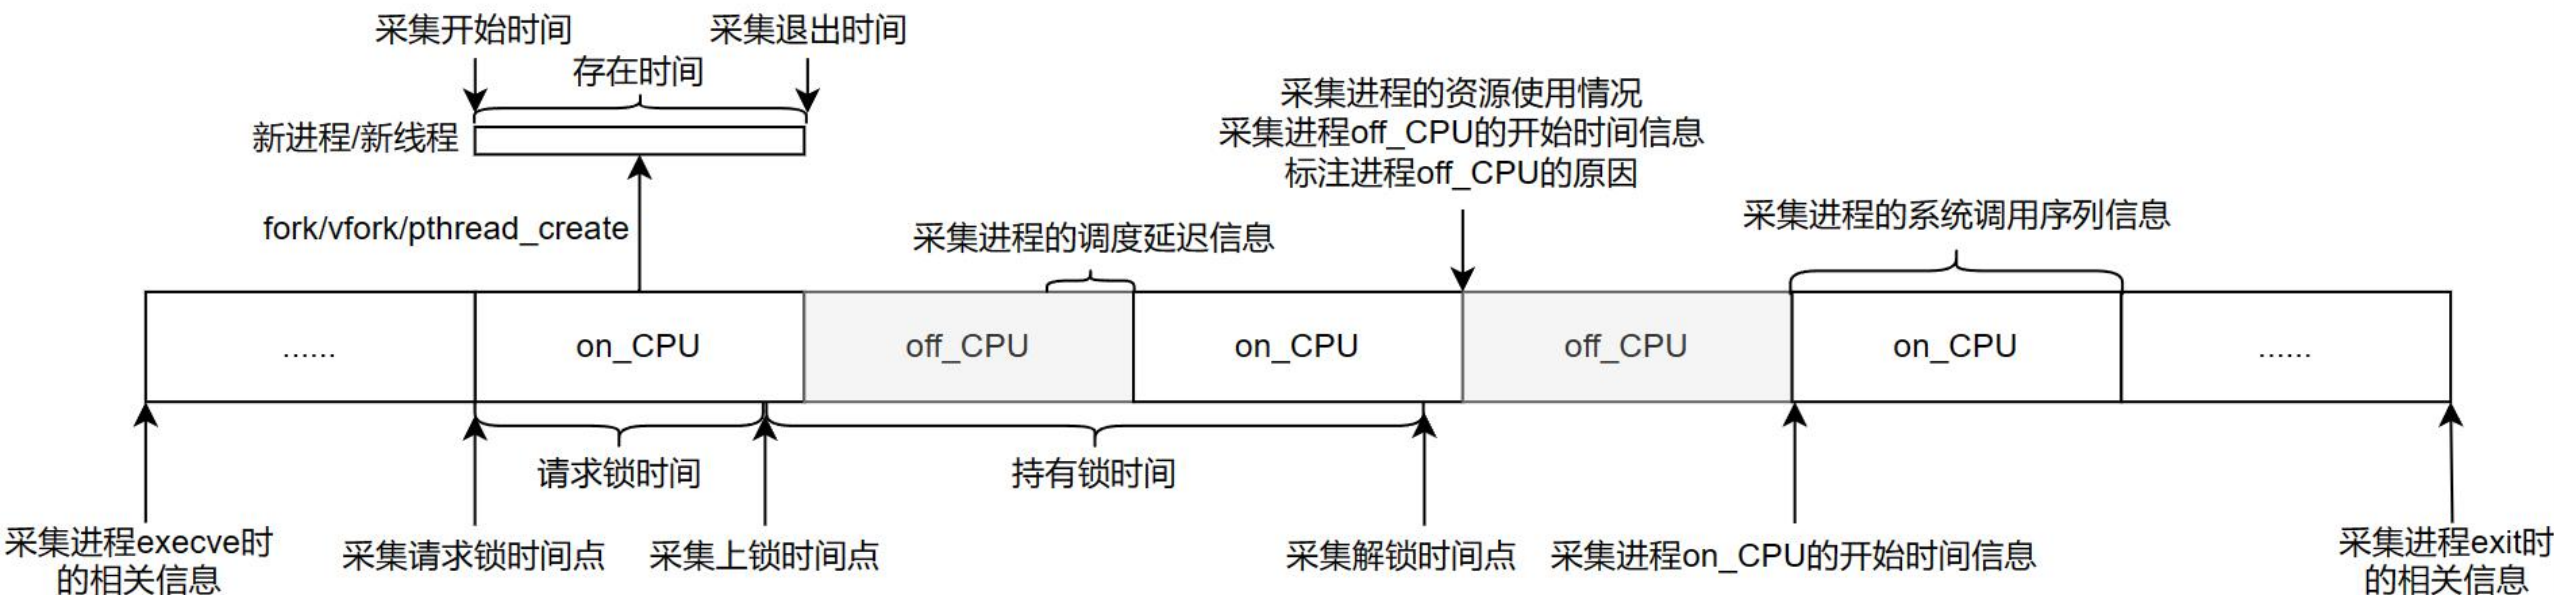 采集开始时间
采集退出时间
存在时间
新进程/新线程
fork/vfork/pthread_create
采集进程的资源使用情况
采集进程off_CPU的开始时间信息
标注进程off_CPU的原因
采集进程的调度延迟信息
采集进程的系统调用序列信息
......
on_CPU
off_CPU
on_CPU
off_CPU
on_CPU
......
请求锁时间
持有锁时间
采集进程execve时
的相关信息
采集请求锁时间点
采集上锁时间点
采集解锁时间点
采集进程on_CPU的开始时间信息
采集进程exit时
的相关信息